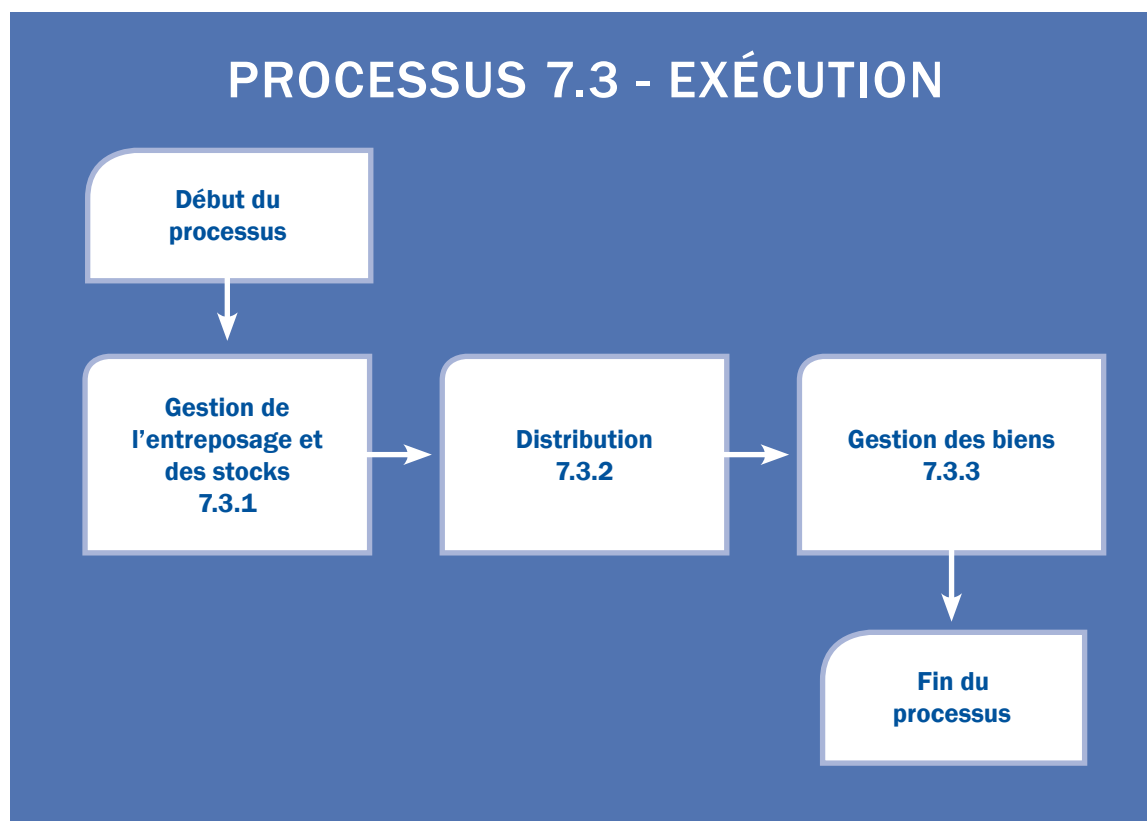 PROCESSUS 7.3 - EXÉCUTION
Début du
processus
Gestion de
l’entreposage et
des stocks
7.3.1
Distribution
7.3.2
Gestion des biens
7.3.3
Fin du
processus